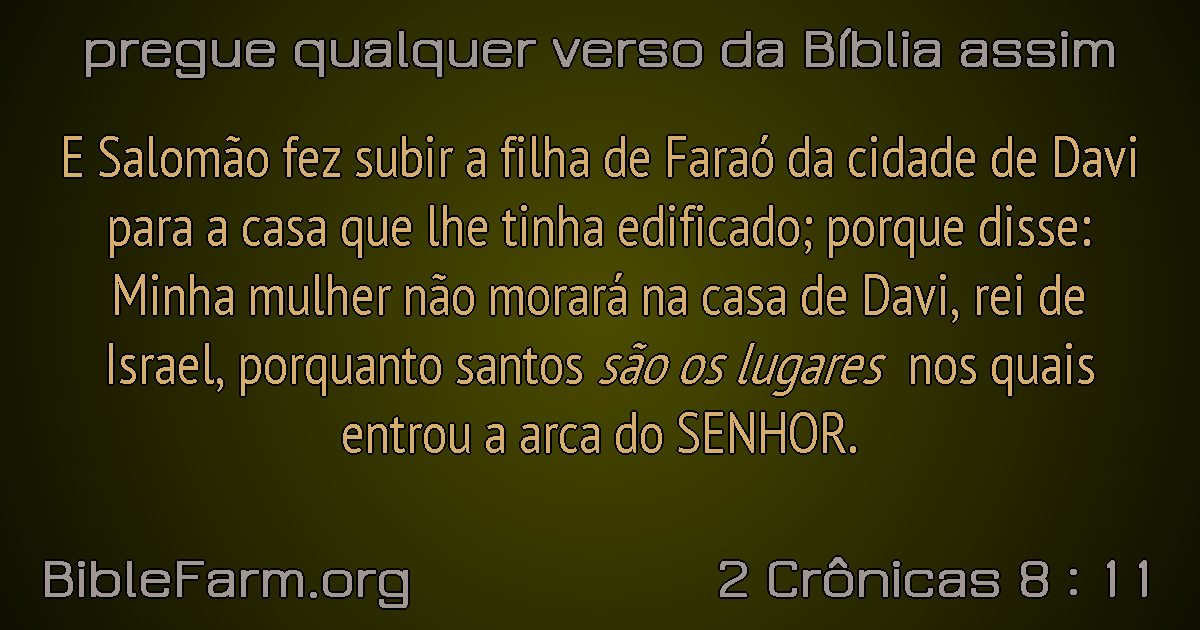 pregue qualquer verso da Bíblia assim
E Salomão fez subir a filha de Faraó da cidade de Davi
para a casa que lhe tinha edificado; porque disse:
Minha mulher não morará na casa de Davi, rei de
Israel, porquanto santos são os lugares nos quais
entrou a arca do SENHOR.
BibleFarm.org
2 Crônicas 8 : 11